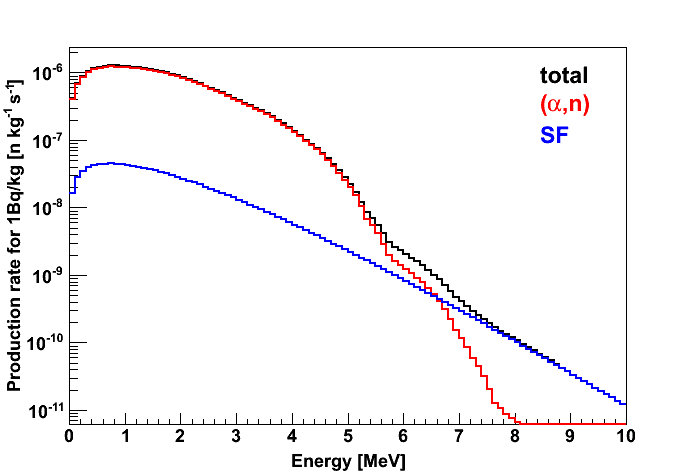 total
(α,n)
SF
Production rate for 1Bq/kg [n kg⁻¹ s⁻¹]
10⁻⁶
10⁻⁷
10⁻⁸
10⁻⁹
10⁻¹⁰
10⁻¹¹
0 1 2 3 4 5 6 7 8 9 10
Energy [MeV]